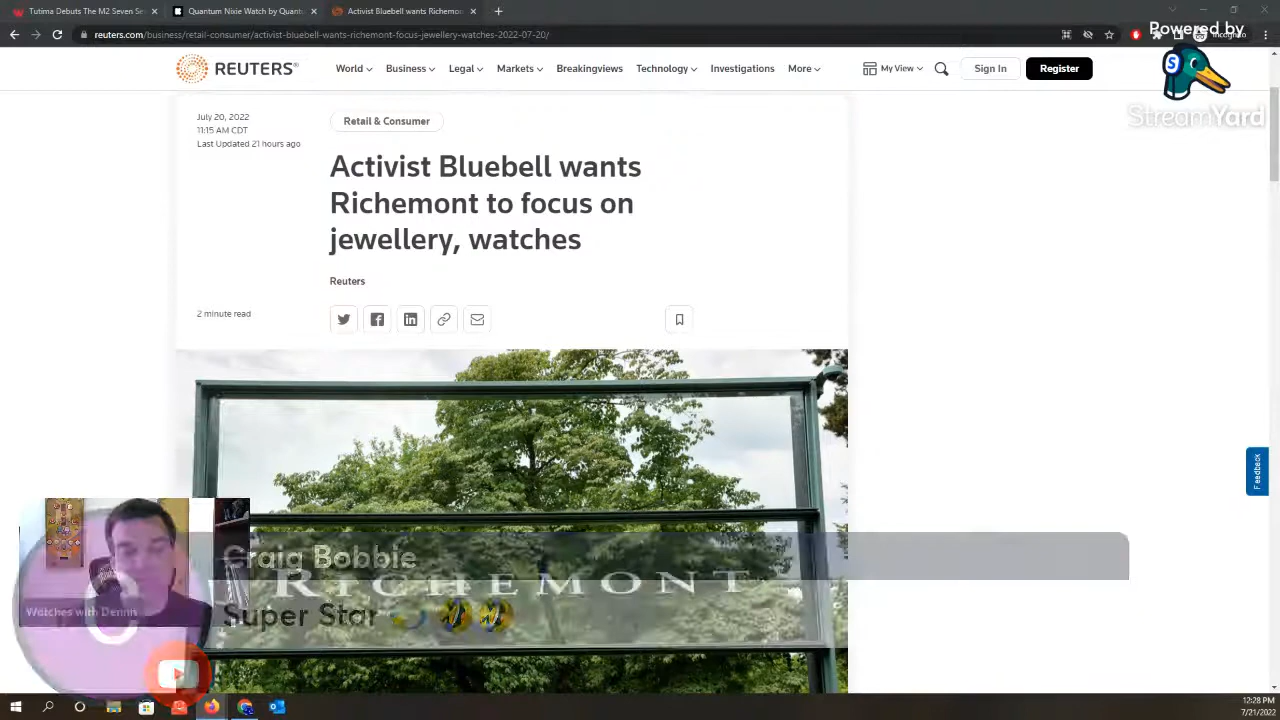 Tutima Debuts The M2 Seven Se
Quantum Nixie Watch by Quant
Activist Bluebell wants Richemon
reuters.com/business/retail-consumer/activist-bluebell-wants-richemont-focus-jewellery-watches-2022-07-20/
Powered by
StreamYard
REUTERS®
World
Business
Legal
Markets
Breakingviews
Technology
Investigations
More
My View
Sign In
Register
July 20, 2022
11:15 AM CDT
Last Updated 21 hours ago
Retail & Consumer
Activist Bluebell wants
Richemont to focus on
jewellery, watches
Reuters
2 minute read
Feedback
Craig Bobbie
RICHEMONT
Watches with Dennis
Super Star
12:28 PM
7/21/2022